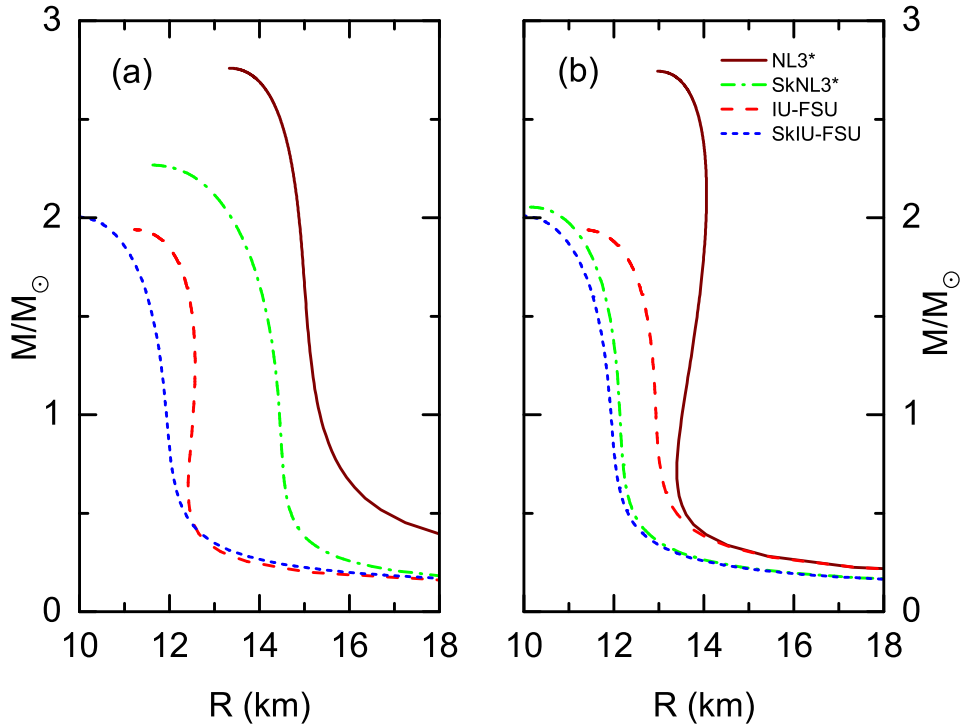 3
2
1
0
M/M☉
(a)
10 12 14 16 18
R (km)
(b)
NL3*
SkNL3*
IU-FSU
SkIU-FSU
10 12 14 16 18
R (km)
3
2
1
0
M/M☉